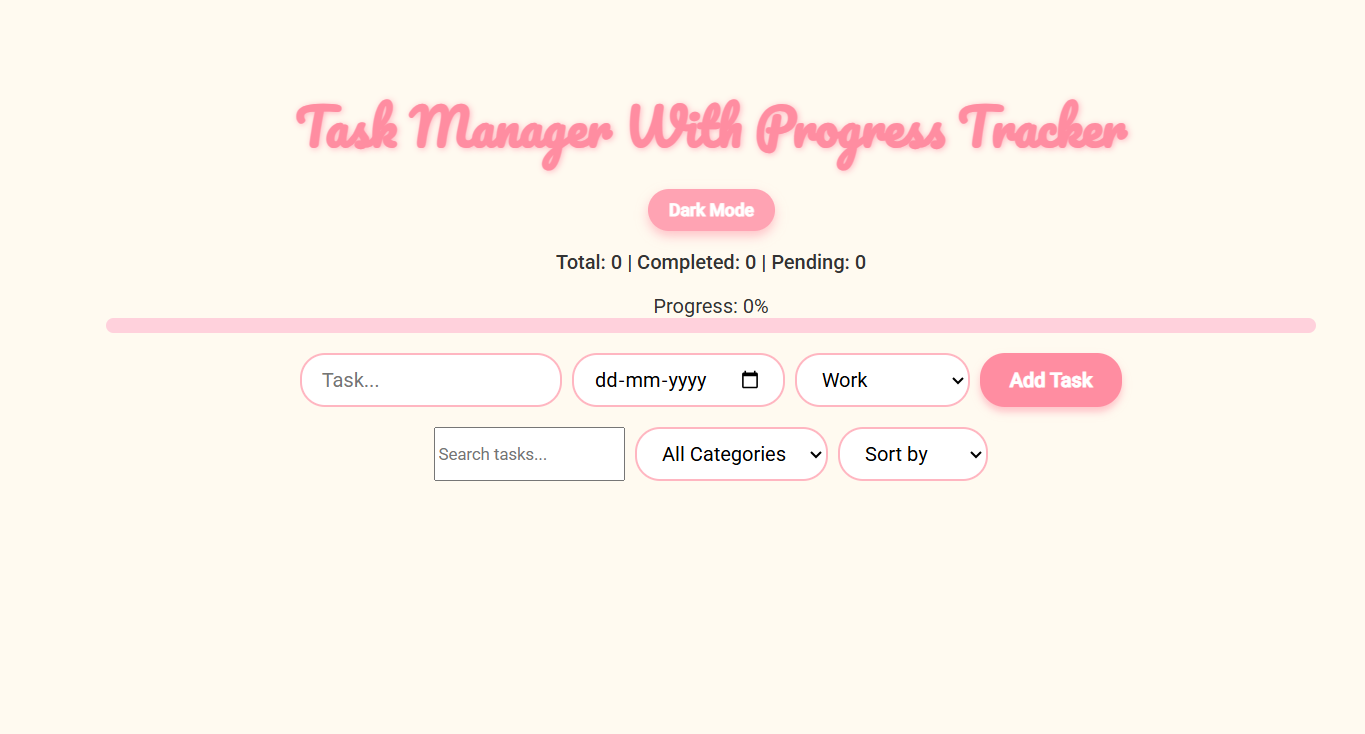 Task Manager With Progress Tracker
Dark Mode
Total: 0 | Completed: 0 | Pending: 0
Progress: 0%
Task... dd-mm-yyyy Work Add Task
Search tasks... All Categories Sort by